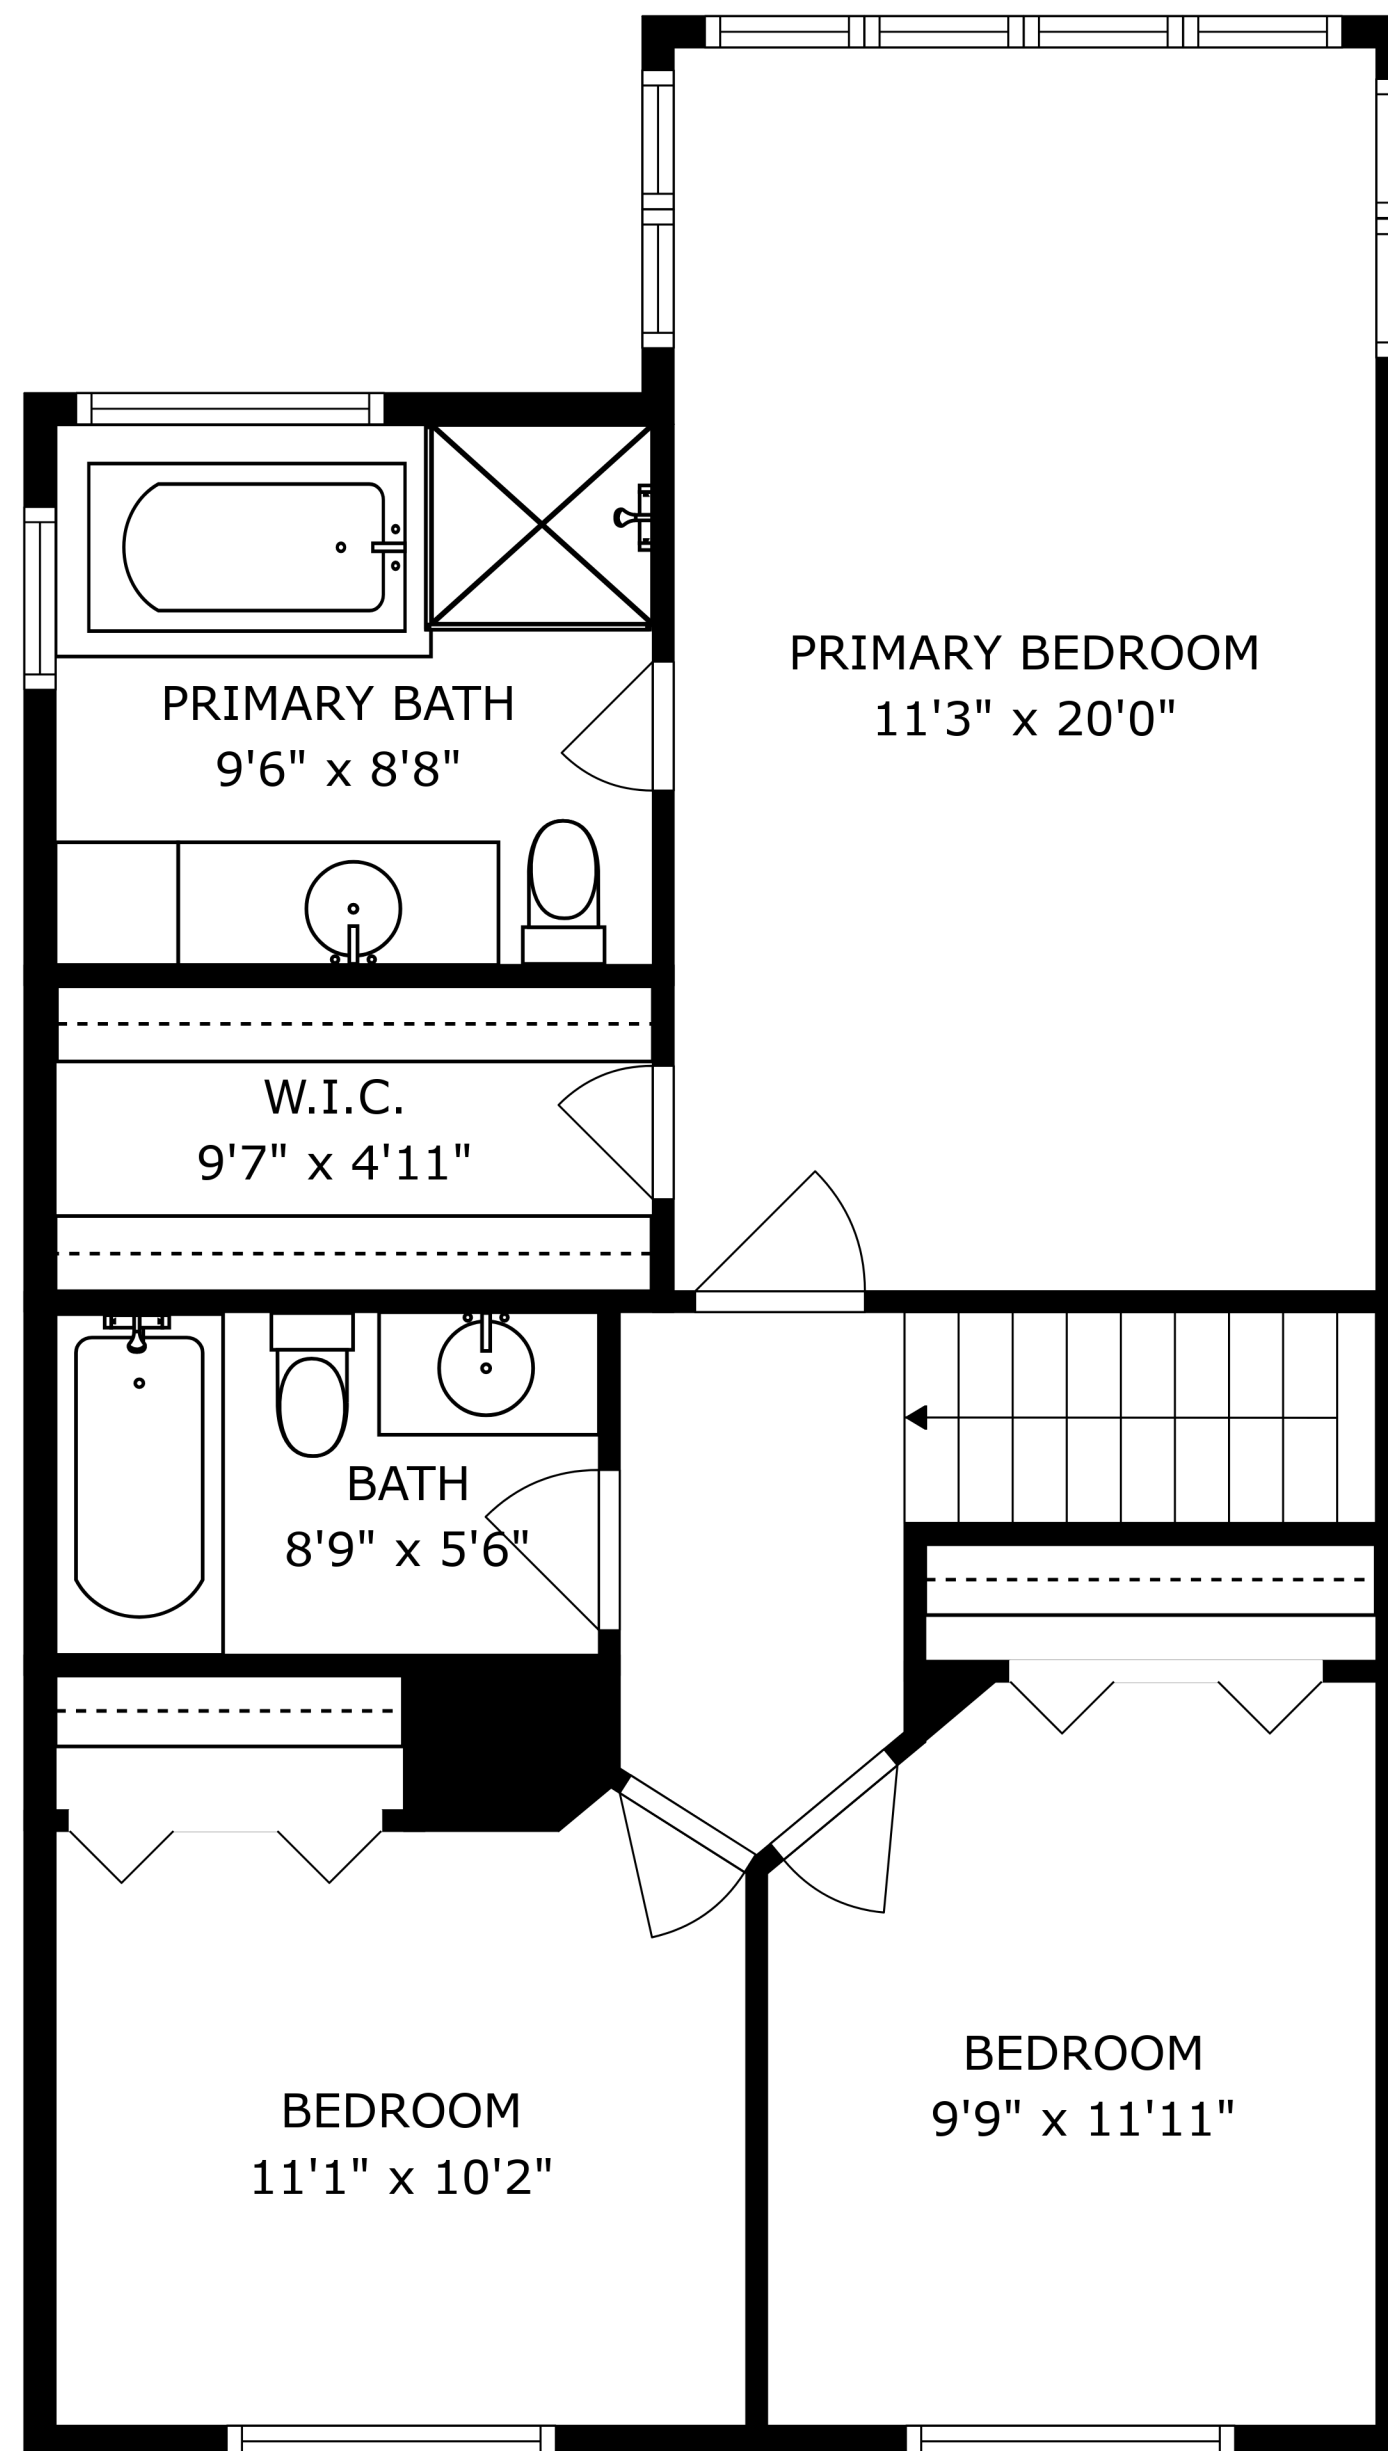 PRIMARY BEDROOM
11'3" x 20'0"
PRIMARY BATH
9'6" x 8'8"
W.I.C.
9'7" x 4'11"
BATH
8'9" x 5'6"
BEDROOM
9'9" x 11'11"
BEDROOM
11'1" x 10'2"